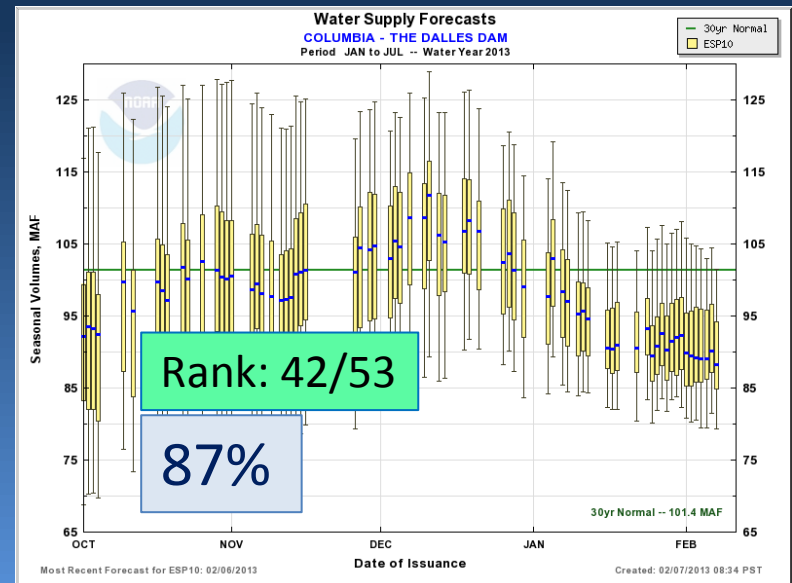 Water Supply Forecasts
COLUMBIA - THE DALLES DAM
Period JAN to JUL -- Water Year 2013
30yr Normal
ESP10
NOAA
125
115
105
95
85
75
65
Seasonal Volumes, MAF
125
115
105
95
85
75
65
Rank: 42/53
87%
30yr Normal -- 101.4 MAF
OCT
NOV
DEC
JAN
FEB
Date of Issuance
Most Recent Forecast for ESP10: 02/06/2013
Created: 02/07/2013 08:34 PST